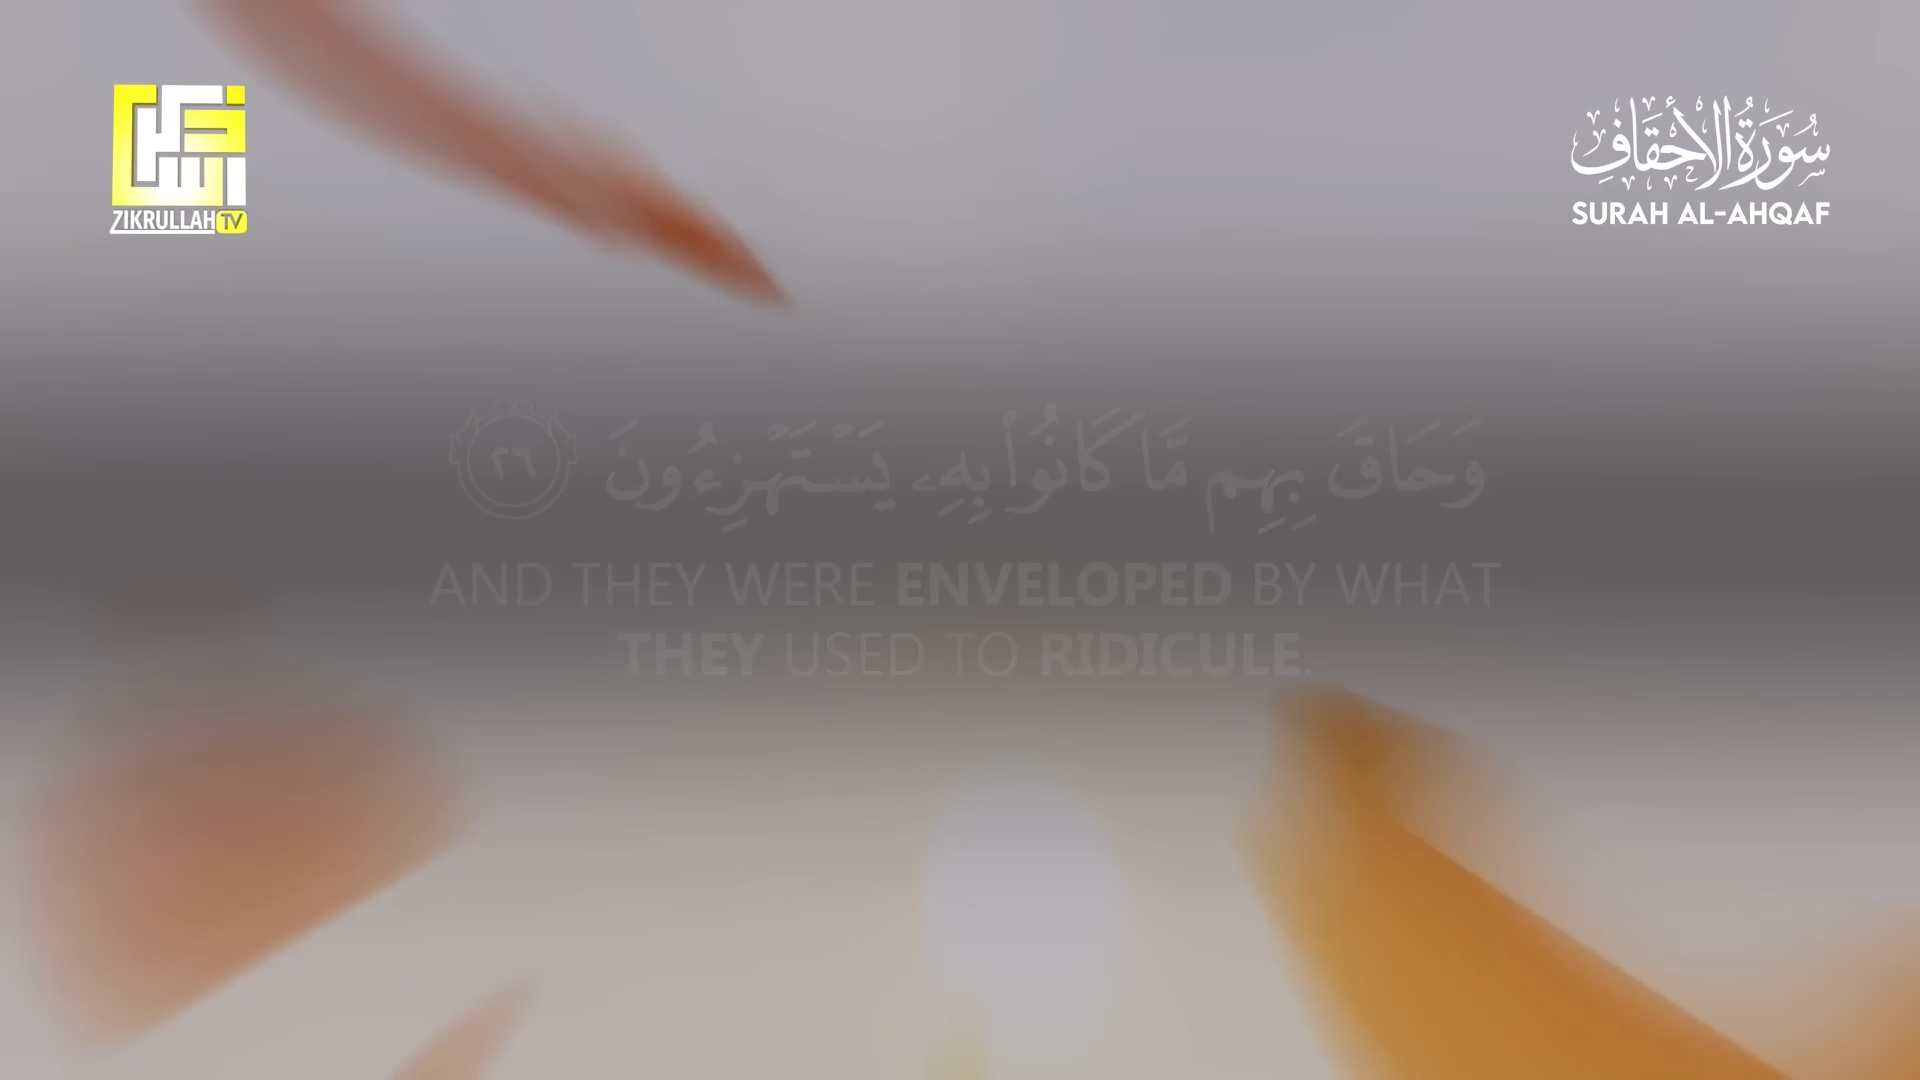 ZIKRULLAH TV
سُورَةُ الأَحْقَافِ
SURAH AL-AHQAF
وَحَاقَ بِهِم مَّا كَانُوا۟ بِهِۦ يَسْتَهْزِءُونَ ٢٦
AND THEY WERE ENVELOPED BY WHAT
THEY USED TO RIDICULE.